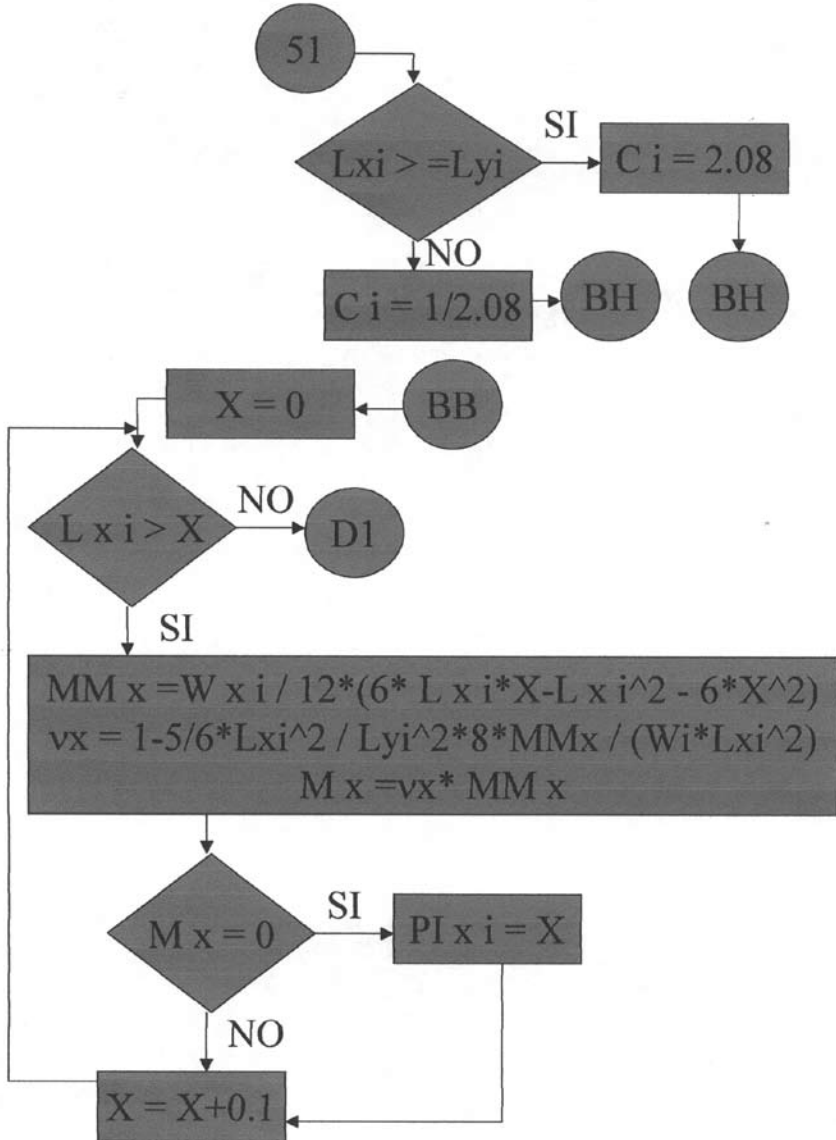 51
SI
Lxi > =Lyi
C i = 2.08
NO
C i = 1/2.08
BH
BH
X = 0
BB
NO
L x i > X
D1
SI
MM x =W x i / 12*(6* L x i*X-L x i^2 - 6*X^2)
νx = 1-5/6*Lxi^2 / Lyi^2*8*MMx / (Wi*Lxi^2)
M x =νx* MM x
SI
M x = 0
PI x i = X
NO
X = X+0.1